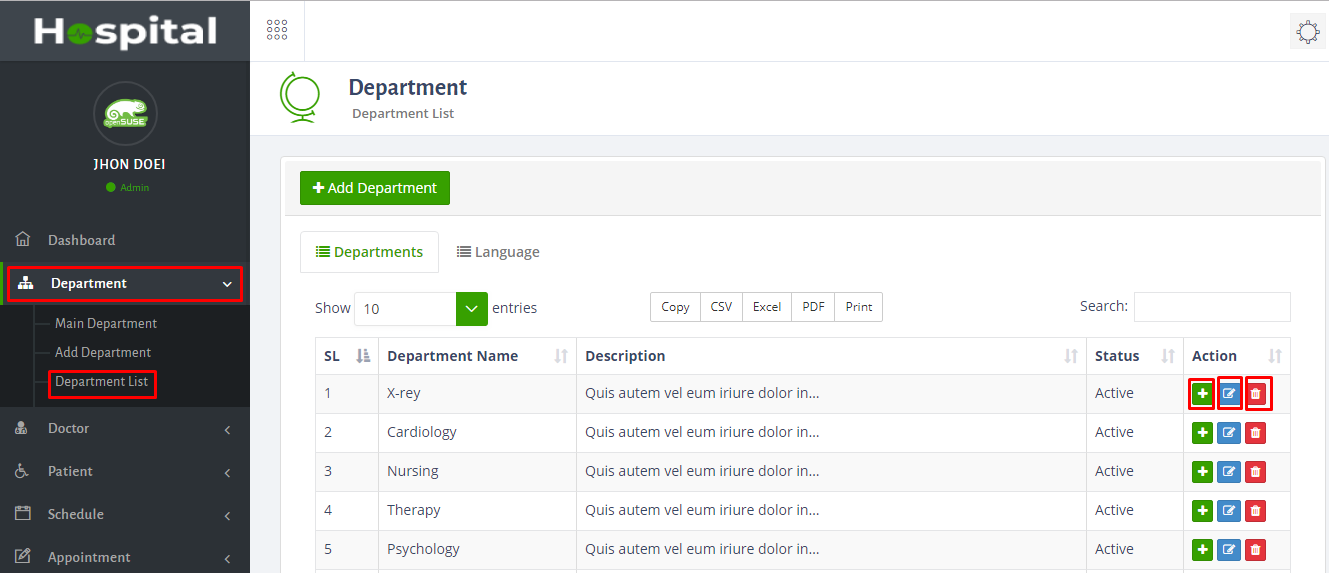 Hospital
openSUSE
JHON DOEI
Admin
Dashboard
Department
Main Department
Add Department
Department List
Doctor
Patient
Schedule
Appointment
Department
Department List
Add Department
Departments Language
Show 10 entries Copy CSV Excel PDF Print Search:
SL Department Name Description Status Action
1 X-rey Quis autem vel eum iriure dolor in... Active
2 Cardiology Quis autem vel eum iriure dolor in... Active
3 Nursing Quis autem vel eum iriure dolor in... Active
4 Therapy Quis autem vel eum iriure dolor in... Active
5 Psychology Quis autem vel eum iriure dolor in... Active